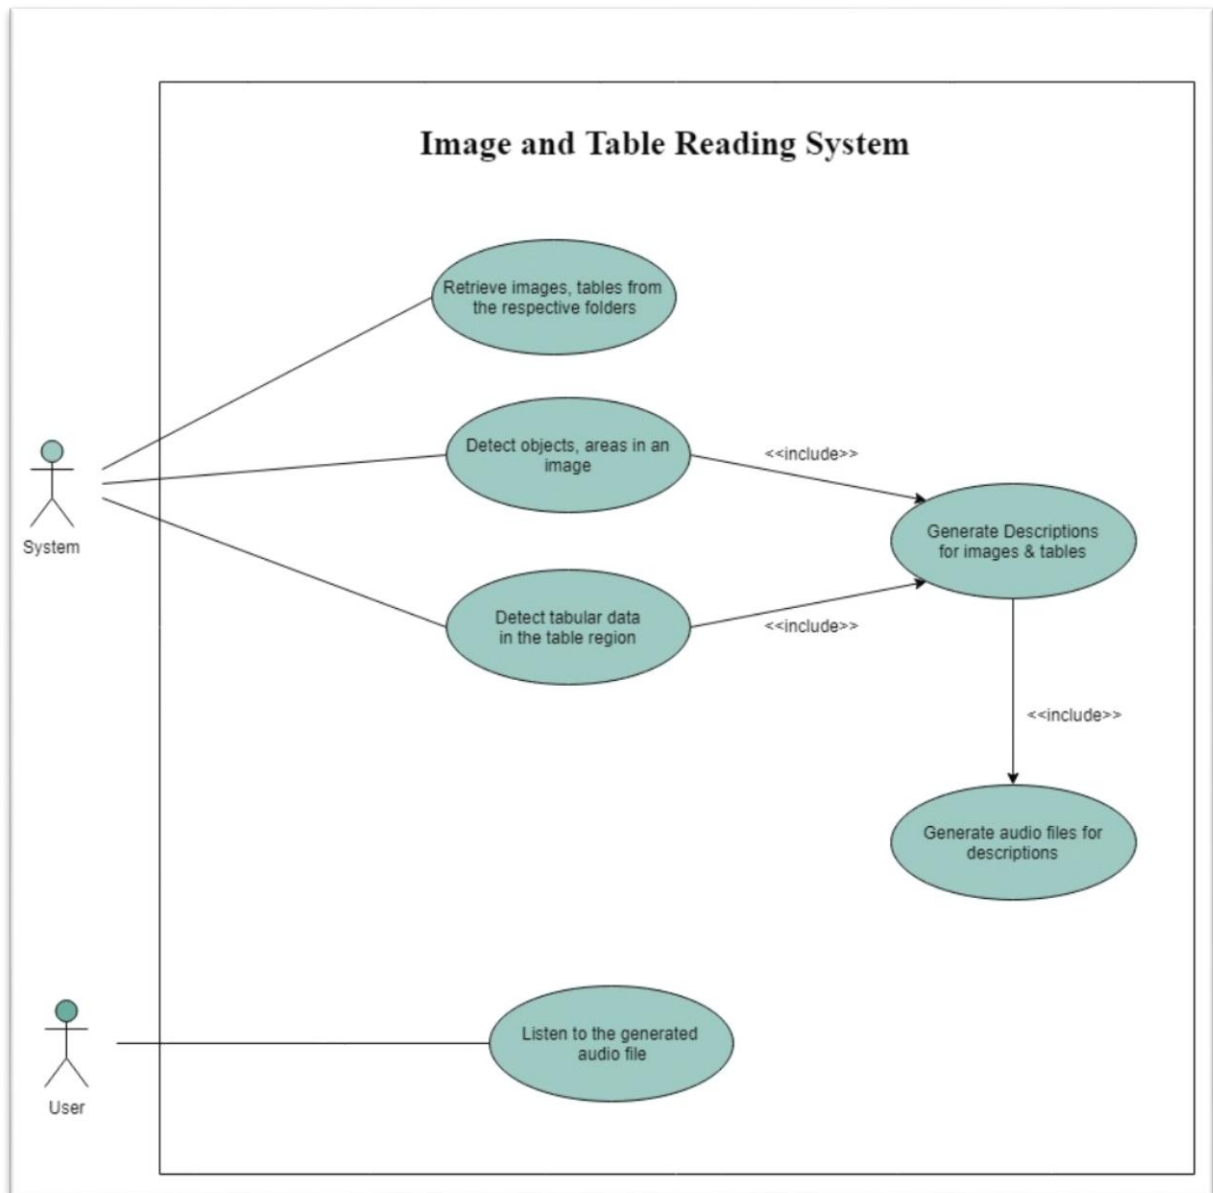 Image and Table Reading System
Retrieve images, tables from
the respective folders
Detect objects, areas in an
image
<<include>>
System
Generate Descriptions
for images & tables
Detect tabular data
in the table region
<<include>>
<<include>>
Generate audio files for
descriptions
Listen to the generated
audio file
User